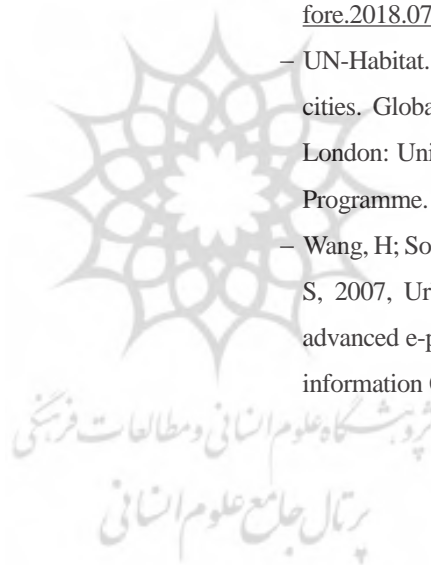 fore.2018.07
– UN-Habitat.
cities. Globa
London: Uni
Programme.
– Wang, H; So
S, 2007, Ur
advanced e-p
information
پژوهشگاه علوم انسانی و مطالعات فرهنگی
پرتال جامع علوم انسانی